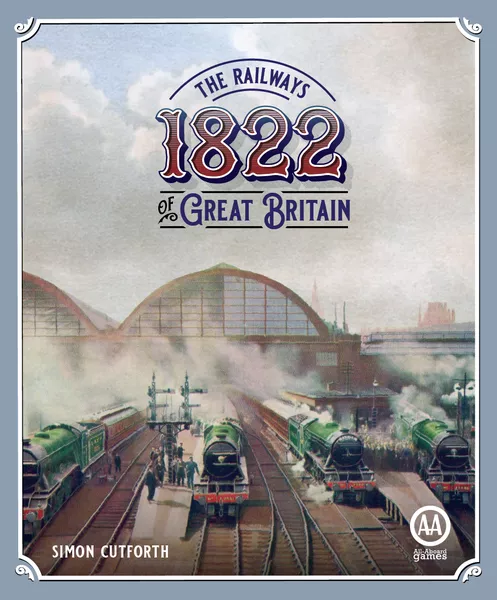 THE RAILWAYS
1822
OF GREAT BRITAIN
SIMON CUTFORTH
AA
All-Aboard
games